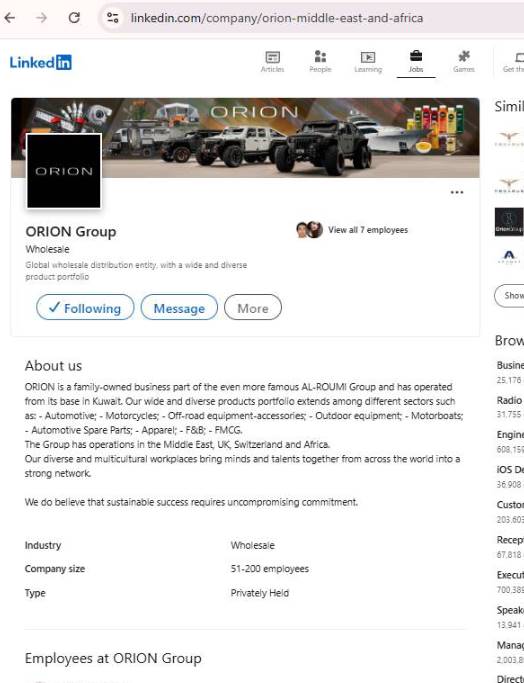 linkedin.com/company/orion-middle-east-and-africa
Linked in
Articles
People
Learning
Jobs
Games
ORION
ORION
ORION Group
Wholesale
View all 7 employees
Global wholesale distribution entity, with a wide and diverse
product portfolio
Following
Message
More
About us
ORION is a family-owned business part of the even more famous AL-ROUMI Group and has operated
from its base in Kuwait. Our wide and diverse products portfolio extends among different sectors such
as: - Automotive; - Motorcycles; - Off-road equipment-accessories; - Outdoor equipment; - Motorboats;
- Automotive Spare Parts; - Apparel; - F&B; - FMCG.
The Group has operations in the Middle East, UK, Switzerland and Africa.
Our diverse and multicultural workplaces bring minds and talents together from across the world into a
strong network.
We do believe that sustainable success requires uncompromising commitment.
Industry Wholesale
Company size 51-200 employees
Type Privately Held
Employees at ORION Group
Simil
Show
Brow
Busine
25,176
Radio
31,755
Engine
608,159
iOS De
36,908
Custor
203,603
Recept
67,818
Execut
700,389
Speak
13,941
Manag
2,003,8
Direct